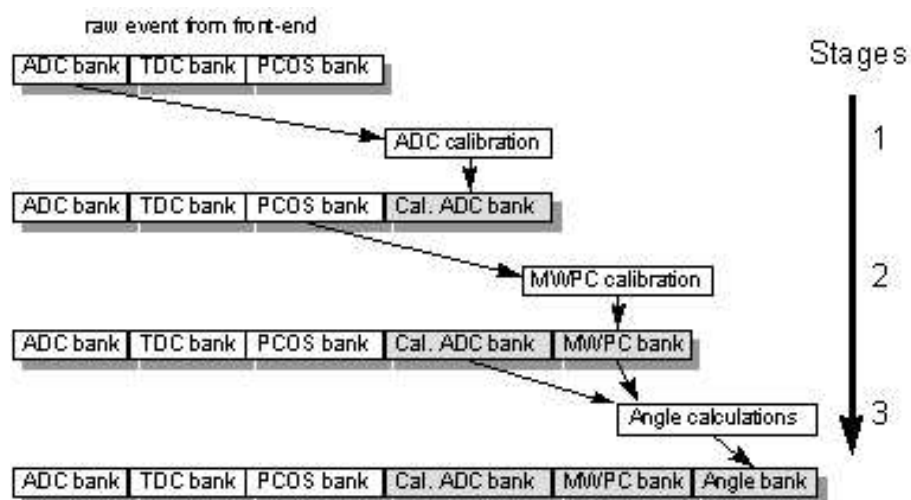 raw event from front-end
Stages
ADC bank TDC bank PCOS bank
1
ADC calibration
ADC bank TDC bank PCOS bank Cal. ADC bank
2
MWPC calibration
ADC bank TDC bank PCOS bank Cal. ADC bank MWPC bank
3
Angle calculations
ADC bank TDC bank PCOS bank Cal. ADC bank MWPC bank Angle bank